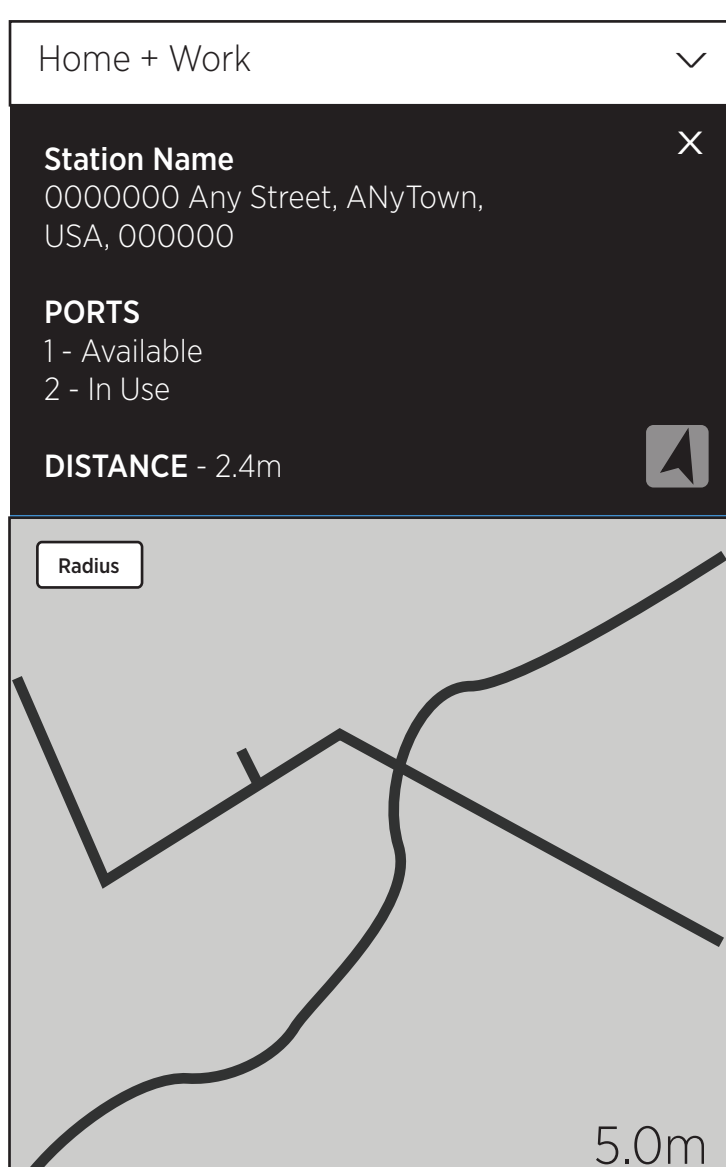 Home + Work
X
Station Name
0000000 Any Street, ANyTown,
USA, 000000
PORTS
1 - Available
2 - In Use
DISTANCE - 2.4m
Radius
5.0m